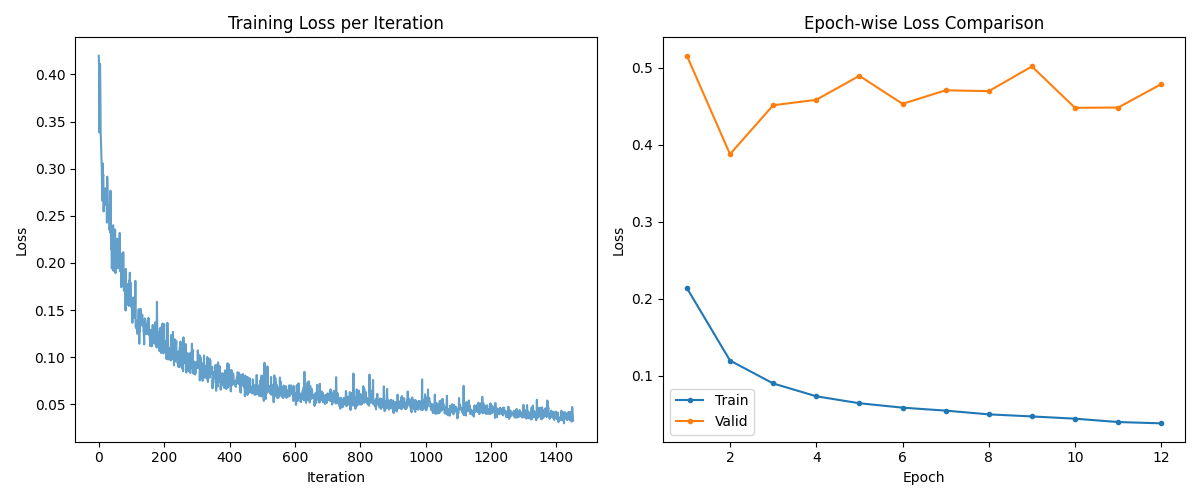 Training Loss per Iteration
Loss
0.40
0.35
0.30
0.25
0.20
0.15
0.10
0.05
0 200 400 600 800 1000 1200 1400
Iteration
Epoch-wise Loss Comparison
Loss
0.5
0.4
0.3
0.2
0.1
Train
Valid
2 4 6 8 10 12
Epoch